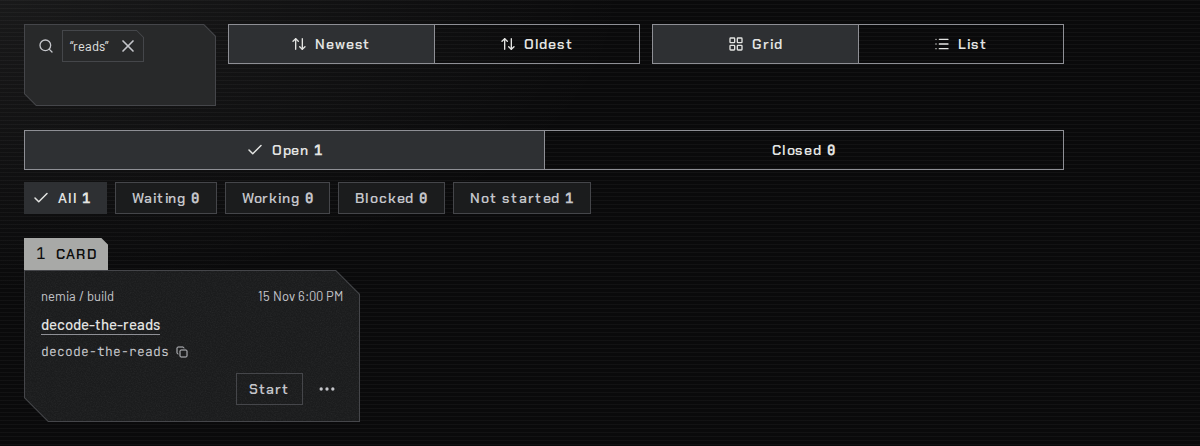 "reads"
Newest
Oldest
Grid
List
Open 1
Closed 0
All 1
Waiting 0
Working 0
Blocked 0
Not started 1
1 CARD
nemia / build
15 Nov 6:00 PM
decode-the-reads
decode-the-reads
Start